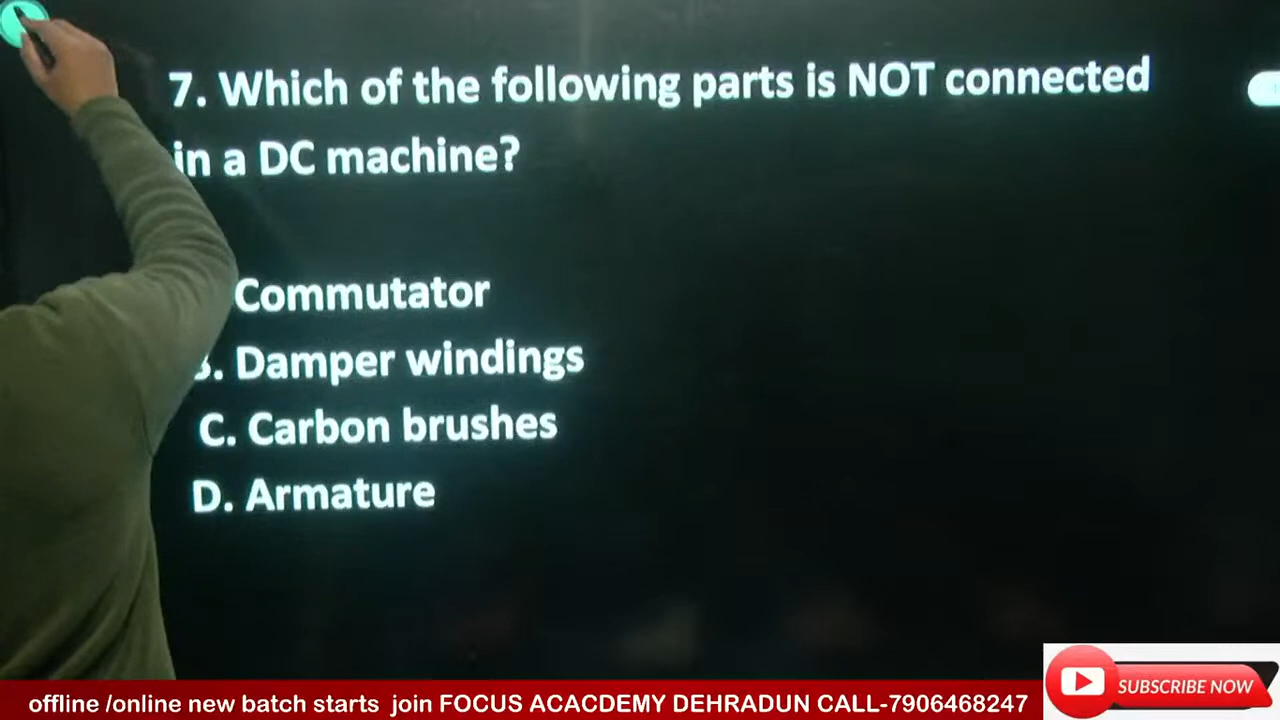 7. Which of the following parts is NOT connected
in a DC machine?
Commutator
B. Damper windings
C. Carbon brushes
D. Armature
offline /online new batch starts join FOCUS ACACDEMY DEHRADUN CALL-7906468247
SUBSCRIBE NOW